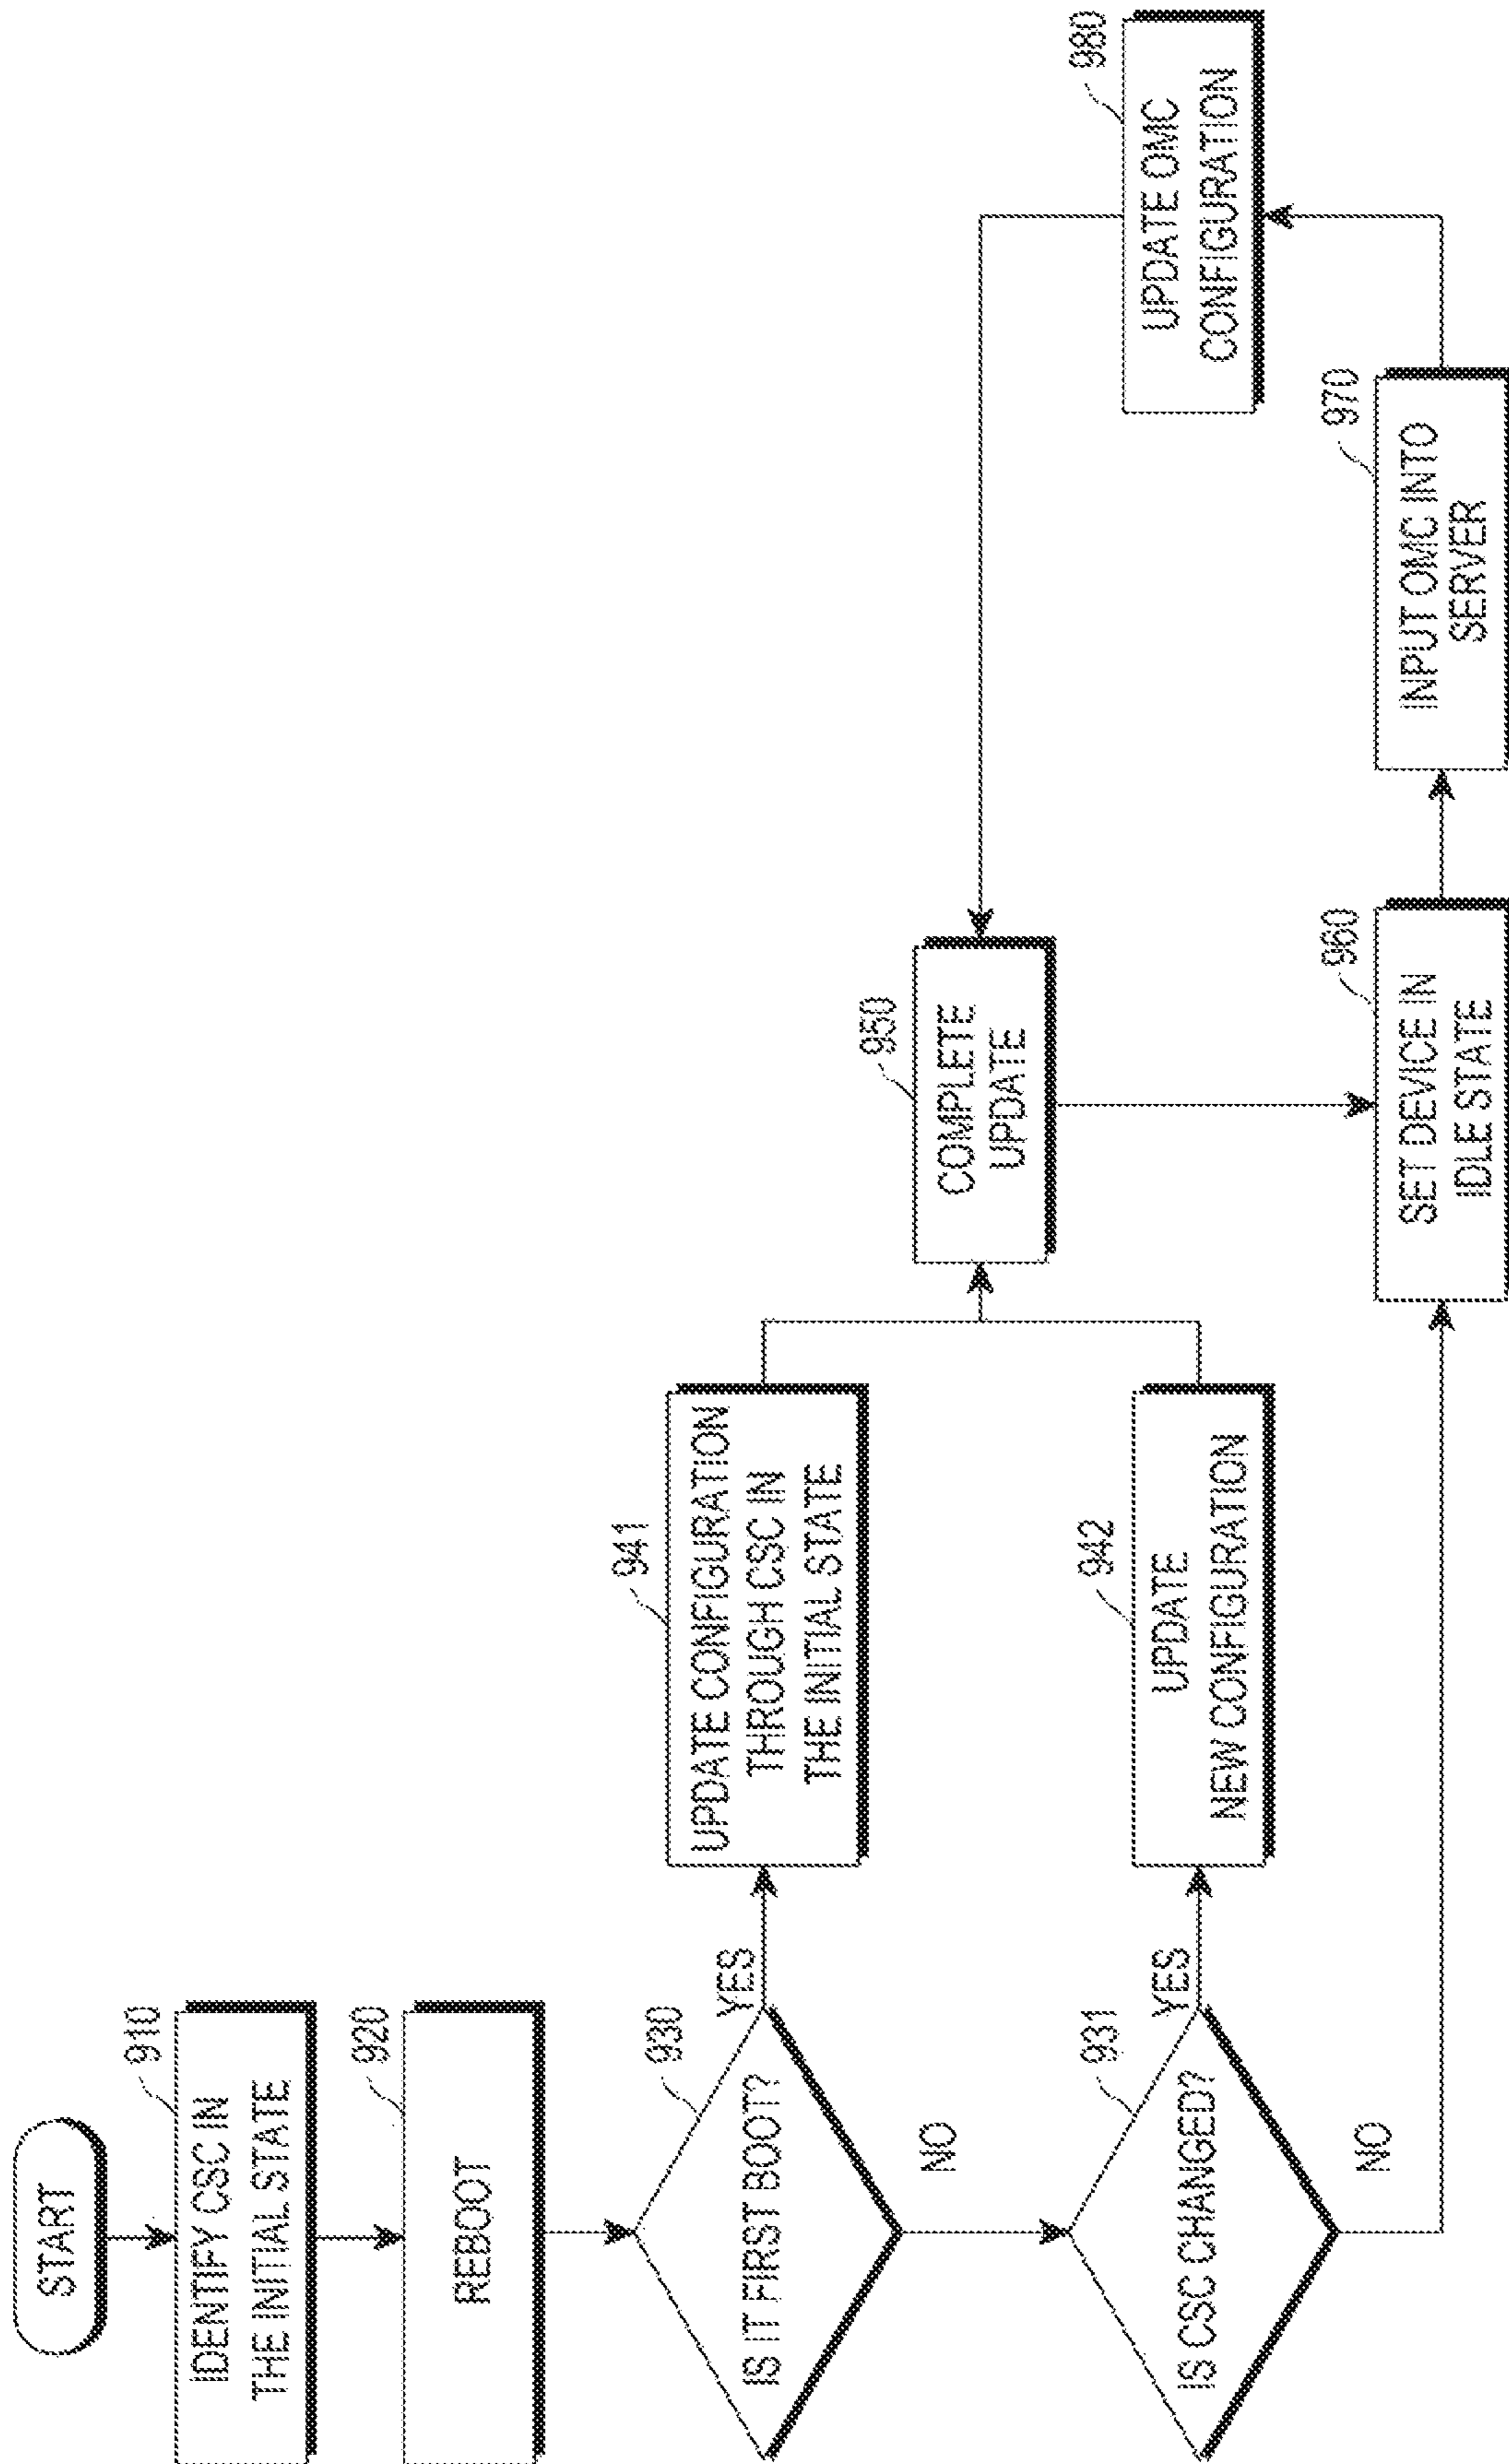 START
910
IDENTIFY CSC IN
THE INITIAL STATE
920
REBOOT
930
IS IT FIRST BOOT?
YES
NO
941
UPDATE CONFIGURATION
THROUGH CSC IN
THE INITIAL STATE
931
IS CSC CHANGED?
YES
NO
942
UPDATE
NEW CONFIGURATION
950
COMPLETE
UPDATE
960
SET DEVICE IN
IDLE STATE
970
INPUT OMC INTO
SERVER
980
UPDATE OMC
CONFIGURATION